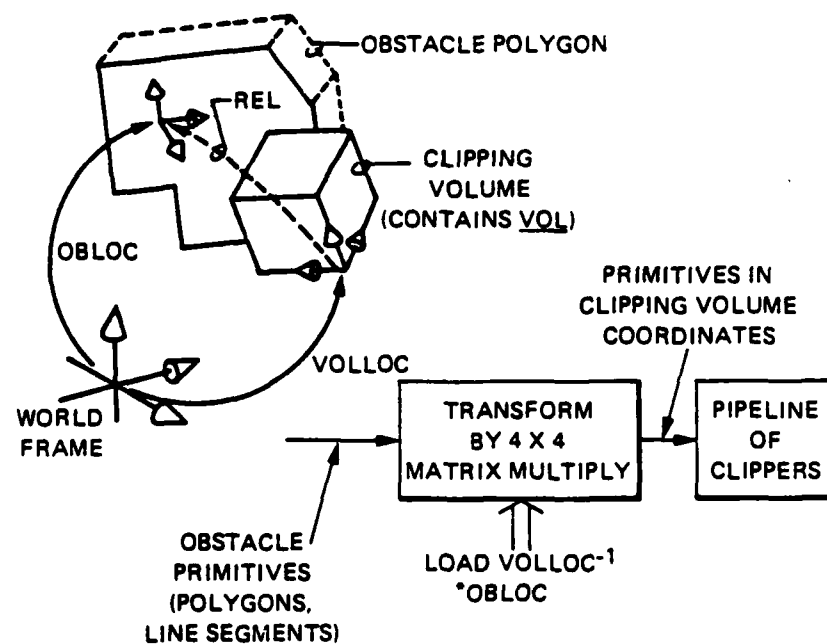 OBSTACLE POLYGON
REL
CLIPPING
VOLUME
(CONTAINS VOL)
OBLOC
PRIMITIVES IN
CLIPPING VOLUME
COORDINATES
VOLLOC
WORLD
FRAME
TRANSFORM
BY 4 X 4
MATRIX MULTIPLY
PIPELINE
OF
CLIPPERS
OBSTACLE
PRIMITIVES
(POLYGONS,
LINE SEGMENTS)
LOAD VOLLOC⁻¹
*OBLOC